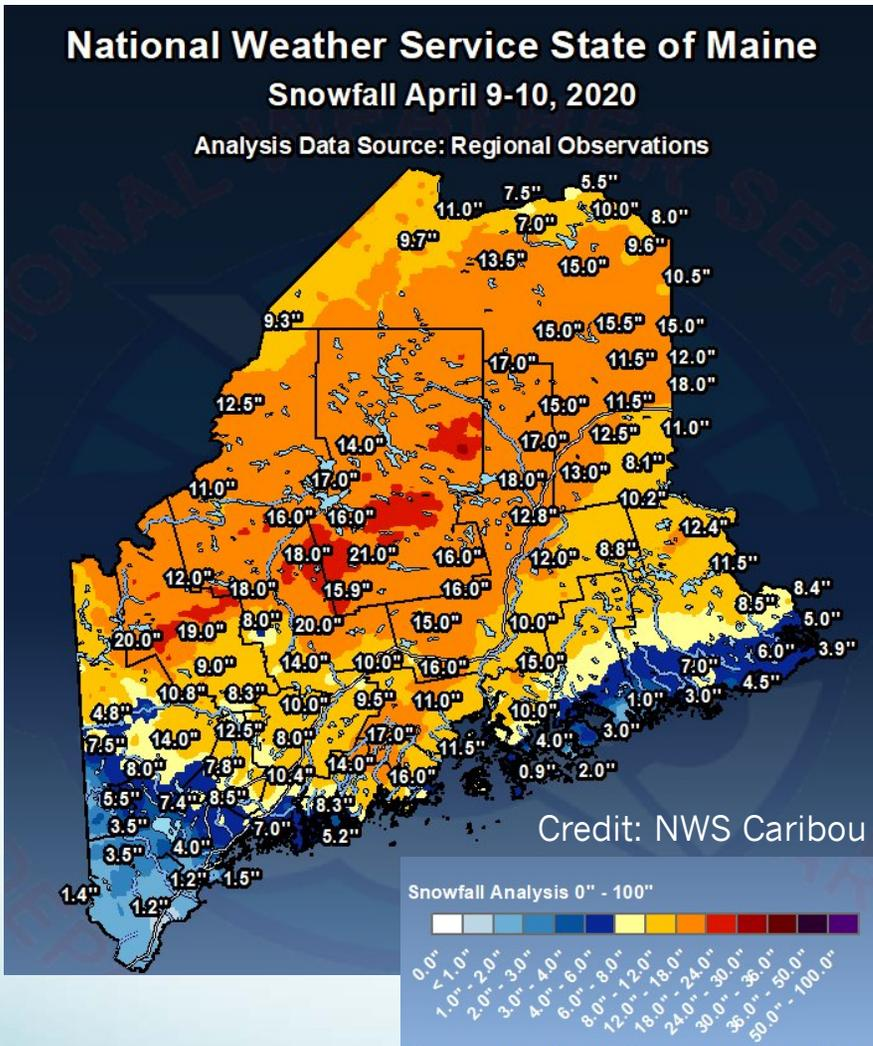 National Weather Service State of Maine
Snowfall April 9-10, 2020
Analysis Data Source: Regional Observations
7.5" 5.5"
11.0" 7.0" 10.0" 8.0"
9.7" 9.6"
13.5" 15.0" 10.5"
9.3" 15.0" 15.5" 15.0"
17.0" 11.5" 12.0"
18.0"
12.5" 15.0" 11.5"
14.0" 17.0" 12.5" 11.0"
11.0" 17.0" 18.0" 13.0" 8.1"
16.0" 16.0" 12.8" 10.2"
12.4"
18.0" 21.0" 16.0" 12.0" 8.8" 11.5"
12.0" 18.0" 15.9" 16.0" 8.4"
8.5"
20.0" 19.0" 8.0" 20.0" 15.0" 10.0" 5.0"
9.0" 14.0" 10.0" 16.0" 15.0" 7.0" 6.0" 3.9"
10.8" 8.3" 10.0" 9.5" 11.0" 1.0" 3.0" 4.5"
4.8" 10.0"
7.5" 14.0" 12.5" 8.0" 17.0" 11.5" 4.0" 3.0"
8.0" 7.8" 10.4" 14.0" 16.0" 0.9" 2.0"
5.5" 7.4" 8.5" 8.3"
3.5" 7.0" 5.2"
Credit: NWS Caribou
3.5" 4.0"
1.4" 1.2" 1.5"
1.2"
Snowfall Analysis 0" - 100"
0.0"
< 1.0"
1.0" - 2.0"
2.0" - 3.0"
3.0" - 4.0"
4.0" - 6.0"
6.0" - 8.0"
8.0" - 12.0"
12.0" - 18.0"
18.0" - 24.0"
24.0" - 30.0"
30.0" - 36.0"
36.0" - 50.0"
50.0" - 100.0"